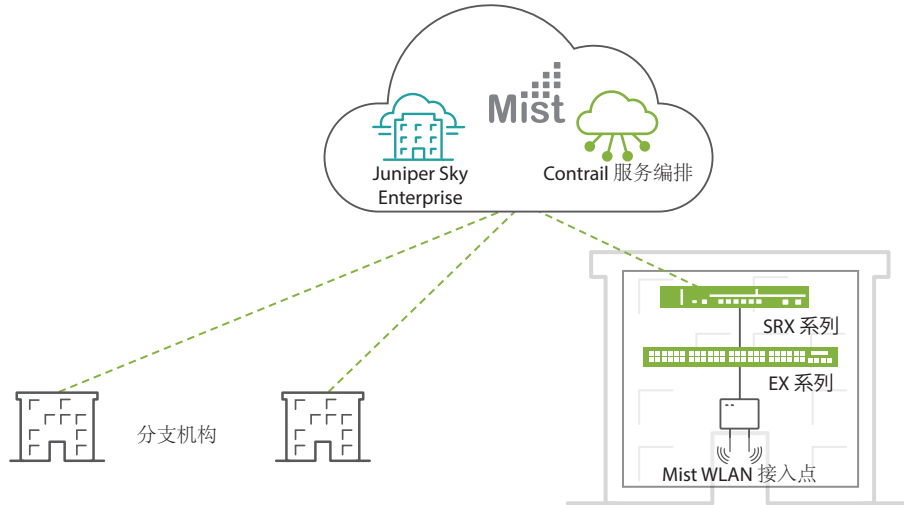 Mist
Juniper Sky
Enterprise
Contrail 服务编排
SRX 系列
EX 系列
分支机构
Mist WLAN 接入点